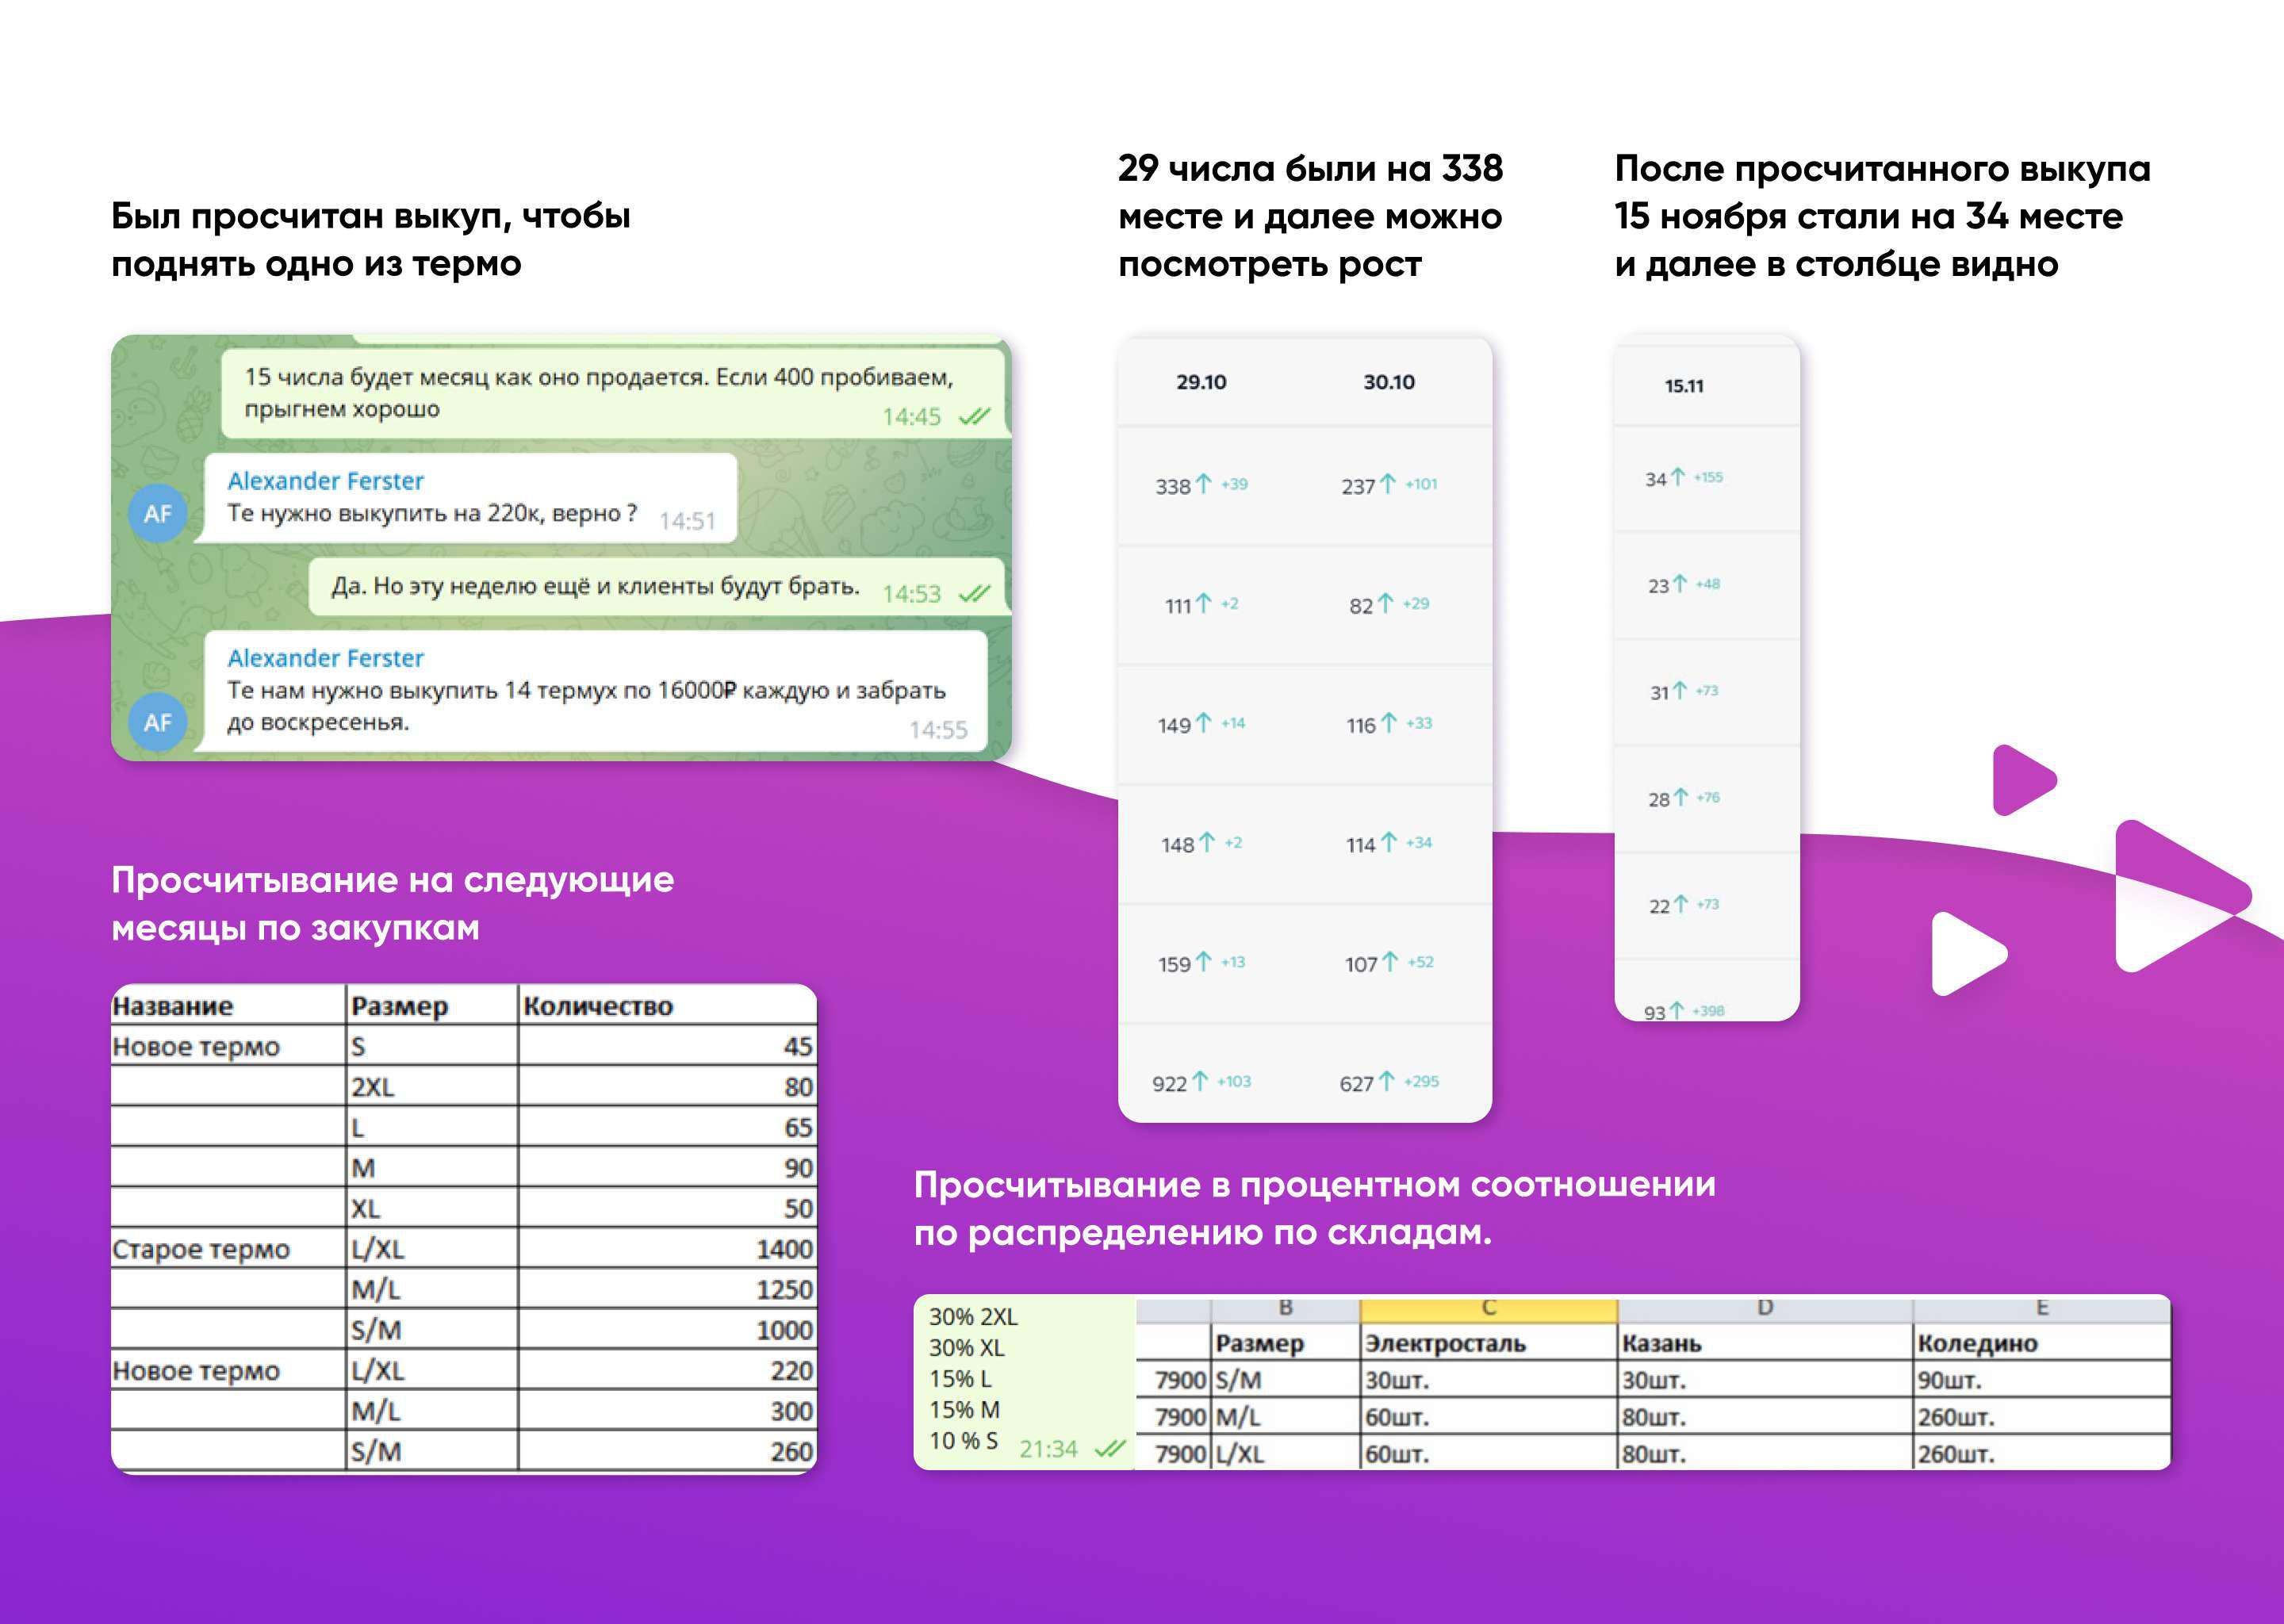 Был просчитан выкуп, чтобы
поднять одно из термо
15 числа будет месяц как оно продается. Если 400 пробиваем,
прыгнем хорошо
14:45
Alexander Ferster
AF
Те нужно выкупить на 220к, верно ?
14:51
Да. Но эту неделю ещё и клиенты будут брать.
14:53
Alexander Ferster
Те нам нужно выкупить 14 термух по 16000₽ каждую и забрать
AF
до воскресенья.
14:55
29 числа были на 338
месте и далее можно
посмотреть рост
29.10 30.10
338↑ +39 237↑ +101
111↑ +2 82↑ +29
149↑ +14 116↑ +33
148↑ +2 114↑ +34
159↑ +13 107↑ +52
922↑ +103 627↑ +295
После просчитанного выкупа
15 ноября стали на 34 месте
и далее в столбце видно
15.11
34↑ +155
23↑ +48
31↑ +73
28↑ +76
22↑ +73
93↑ +398
Просчитывание на следующие
месяцы по закупкам
Название Размер Количество
Новое термо S 45
2XL 80
L 65
M 90
XL 50
Старое термо L/XL 1400
M/L 1250
S/M 1000
Новое термо L/XL 220
M/L 300
S/M 260
Просчитывание в процентном соотношении
по распределению по складам.
30% 2XL
30% XL
15% L
15% M
10 % S
21:34
B C D E
Размер Электросталь Казань Коледино
7900 S/M 30шт. 30шт. 90шт.
7900 M/L 60шт. 80шт. 260шт.
7900 L/XL 60шт. 80шт. 260шт.